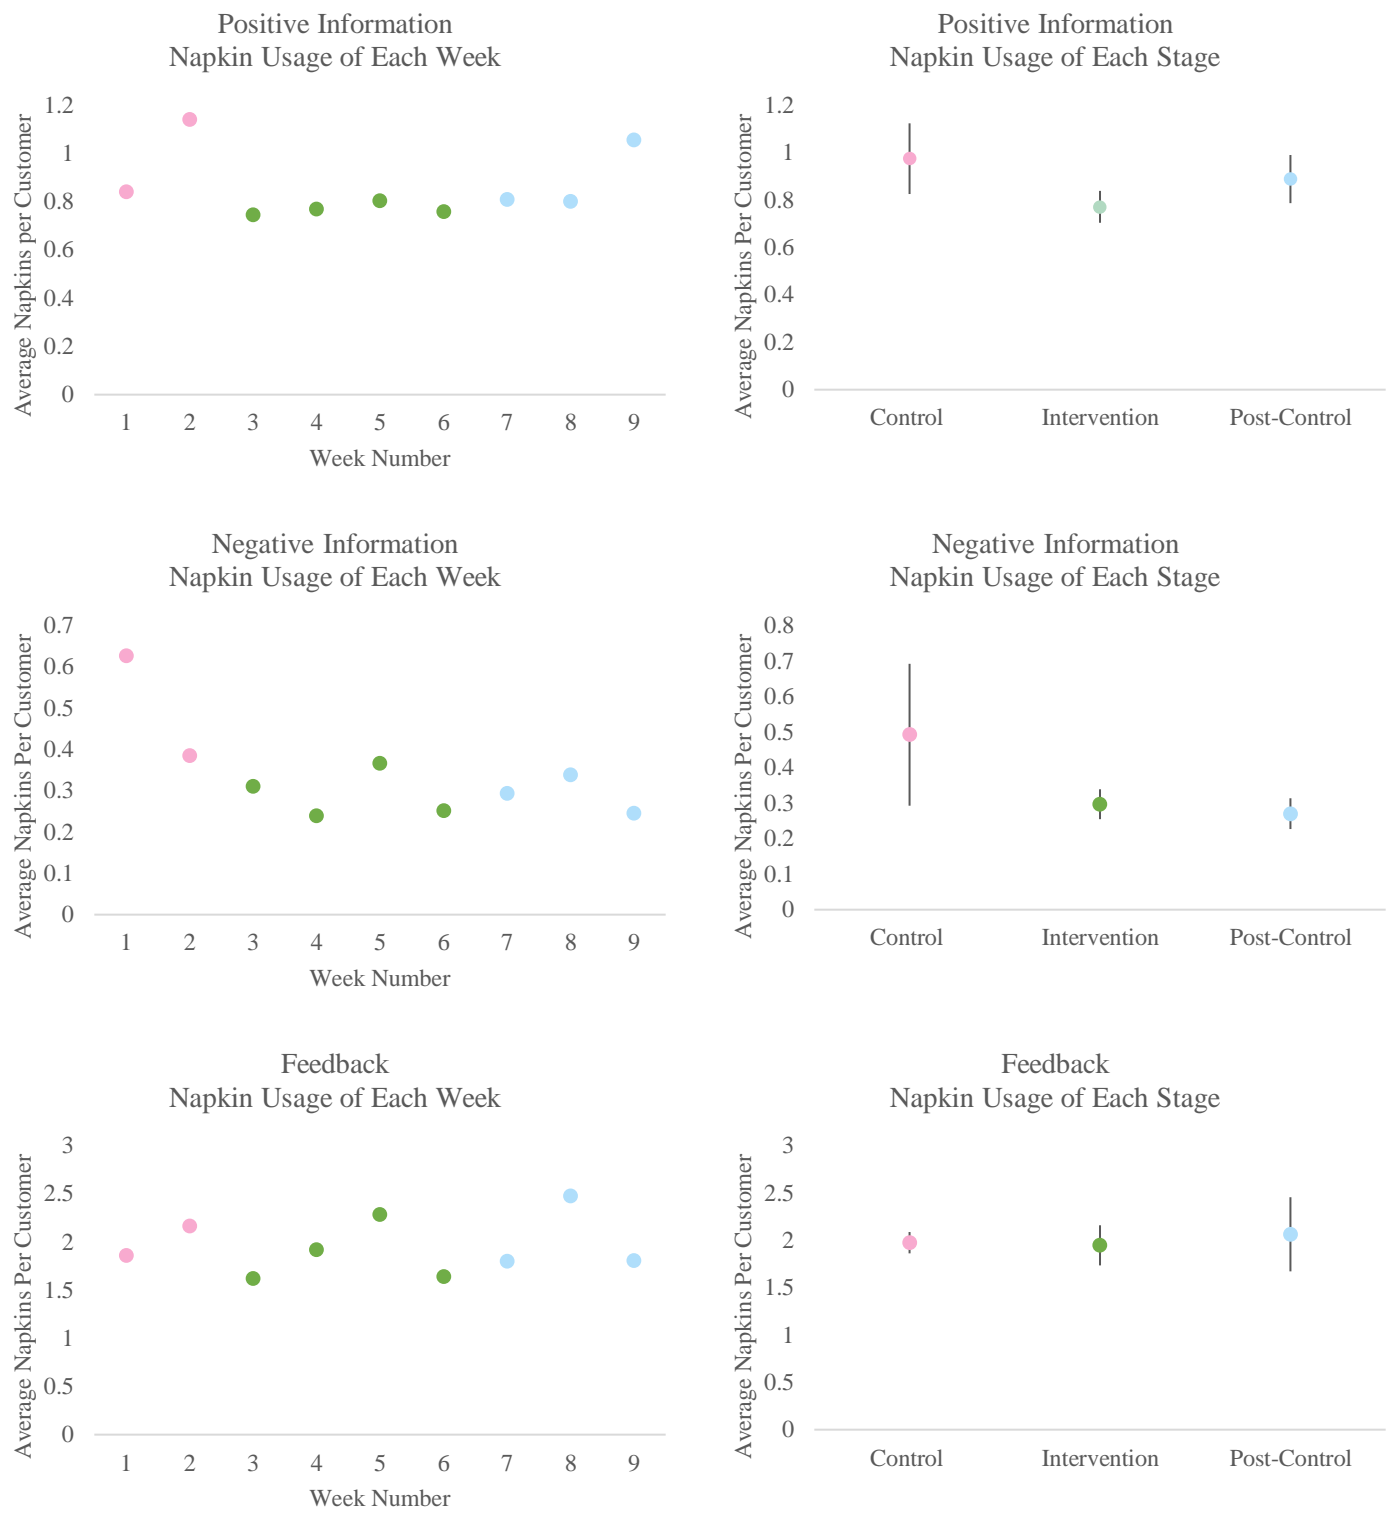 Positive Information
Napkin Usage of Each Week
Average Napkins per Customer
1.2
1
0.8
0.6
0.4
0.2
0
1 2 3 4 5 6 7 8 9
Week Number
Positive Information
Napkin Usage of Each Stage
Average Napkins Per Customer
1.2
1
0.8
0.6
0.4
0.2
0
Control Intervention Post-Control
Negative Information
Napkin Usage of Each Week
Average Napkins Per Customer
0.7
0.6
0.5
0.4
0.3
0.2
0.1
0
1 2 3 4 5 6 7 8 9
Week Number
Negative Information
Napkin Usage of Each Stage
Average Napkins Per Customer
0.8
0.7
0.6
0.5
0.4
0.3
0.2
0.1
0
Control Intervention Post-Control
Feedback
Napkin Usage of Each Week
Average Napkins Per Customer
3
2.5
2
1.5
1
0.5
0
1 2 3 4 5 6 7 8 9
Week Number
Feedback
Napkin Usage of Each Stage
Average Napkins Per Customer
3
2.5
2
1.5
1
0.5
0
Control Intervention Post-Control